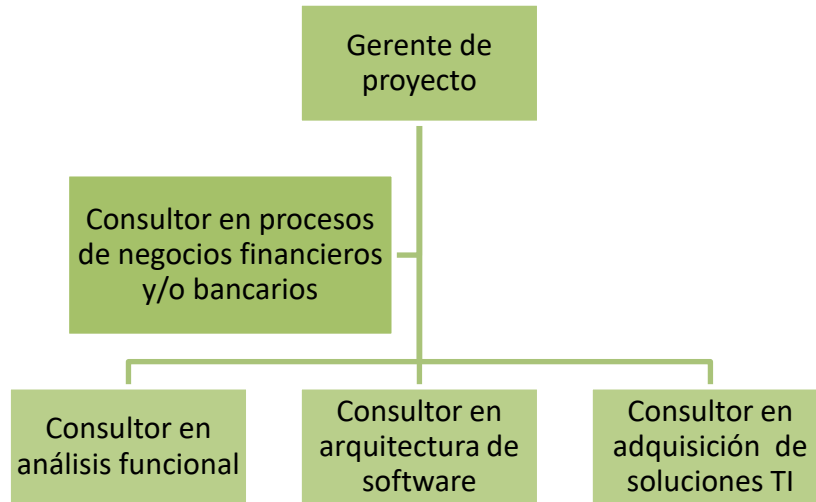 Gerente de
proyecto
Consultor en procesos
de negocios financieros
y/o bancarios
Consultor en
análisis funcional
Consultor en
arquitectura de
software
Consultor en
adquisición de
soluciones TI